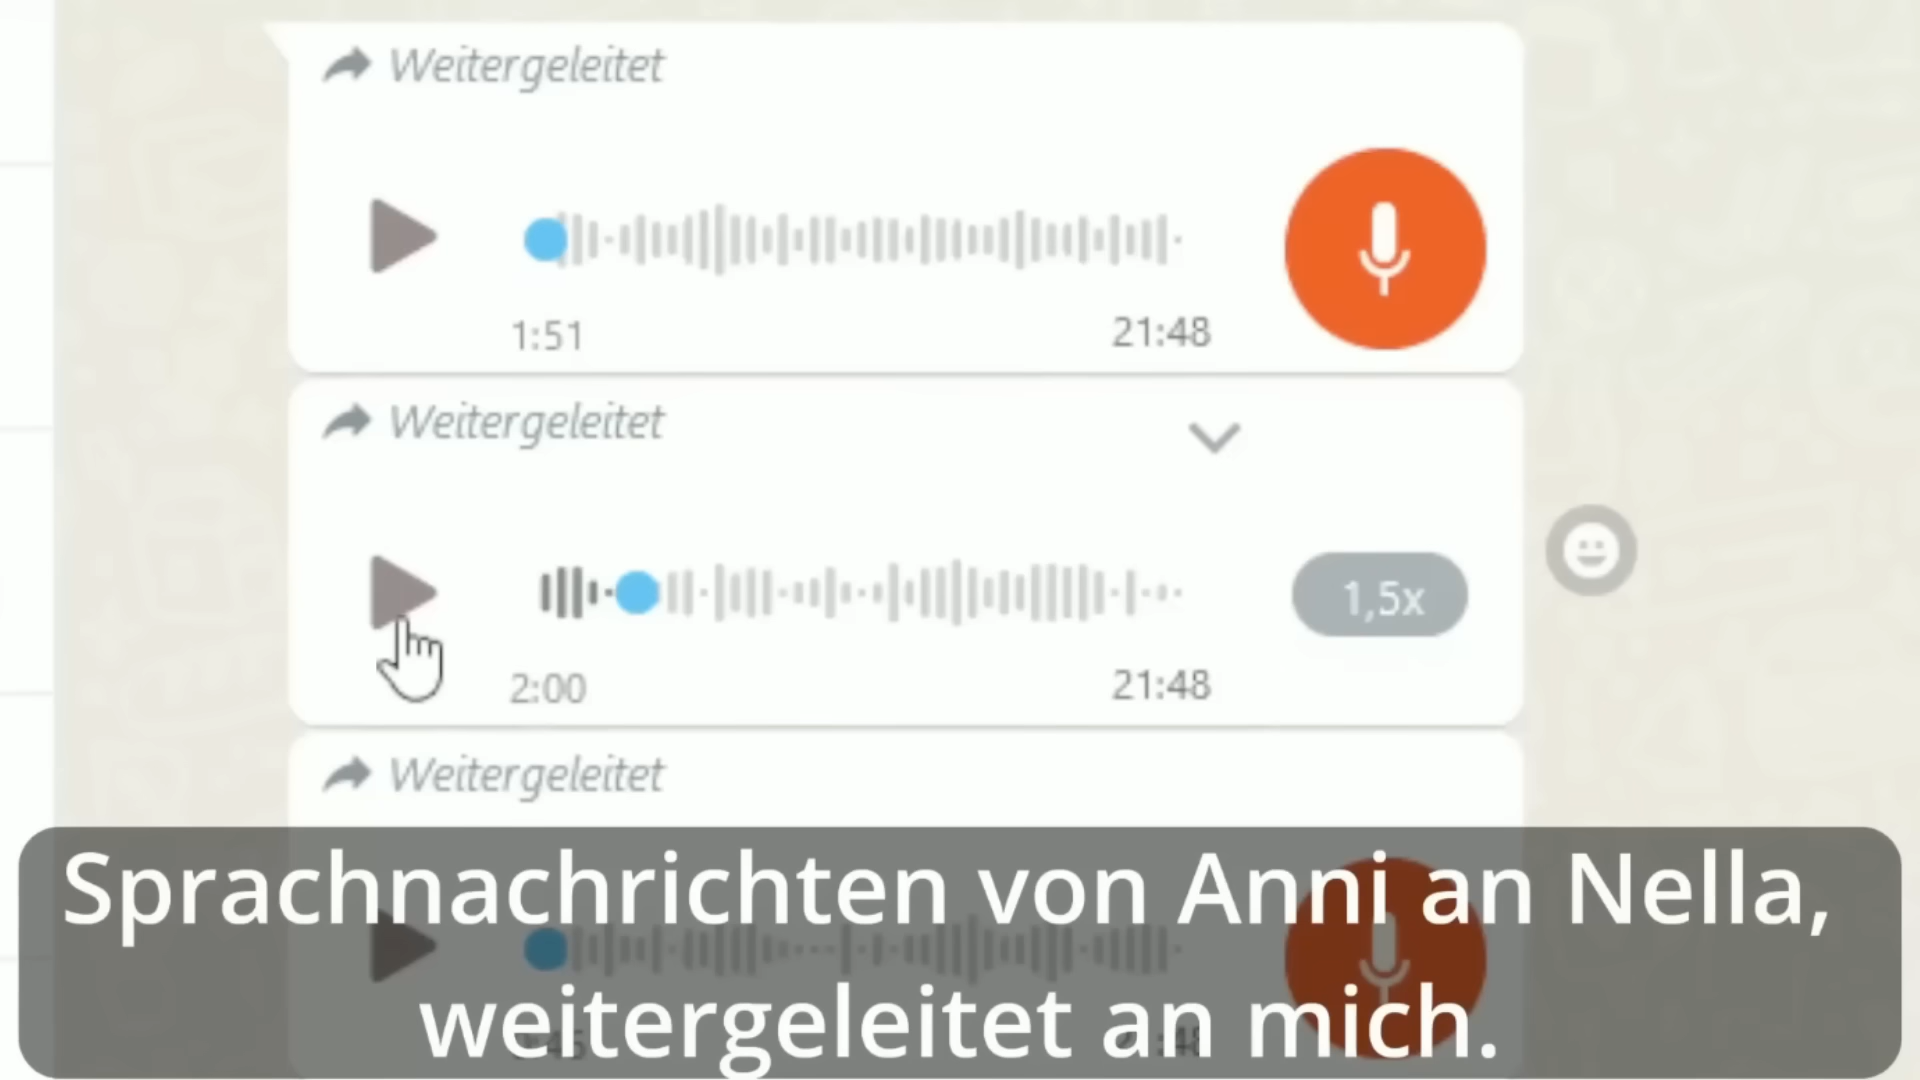 Weitergeleitet
1:51 21:48
Weitergeleitet
1,5x
2:00 21:48
Weitergeleitet
Sprachnachrichten von Anni an Nella,
weitergeleitet an mich.